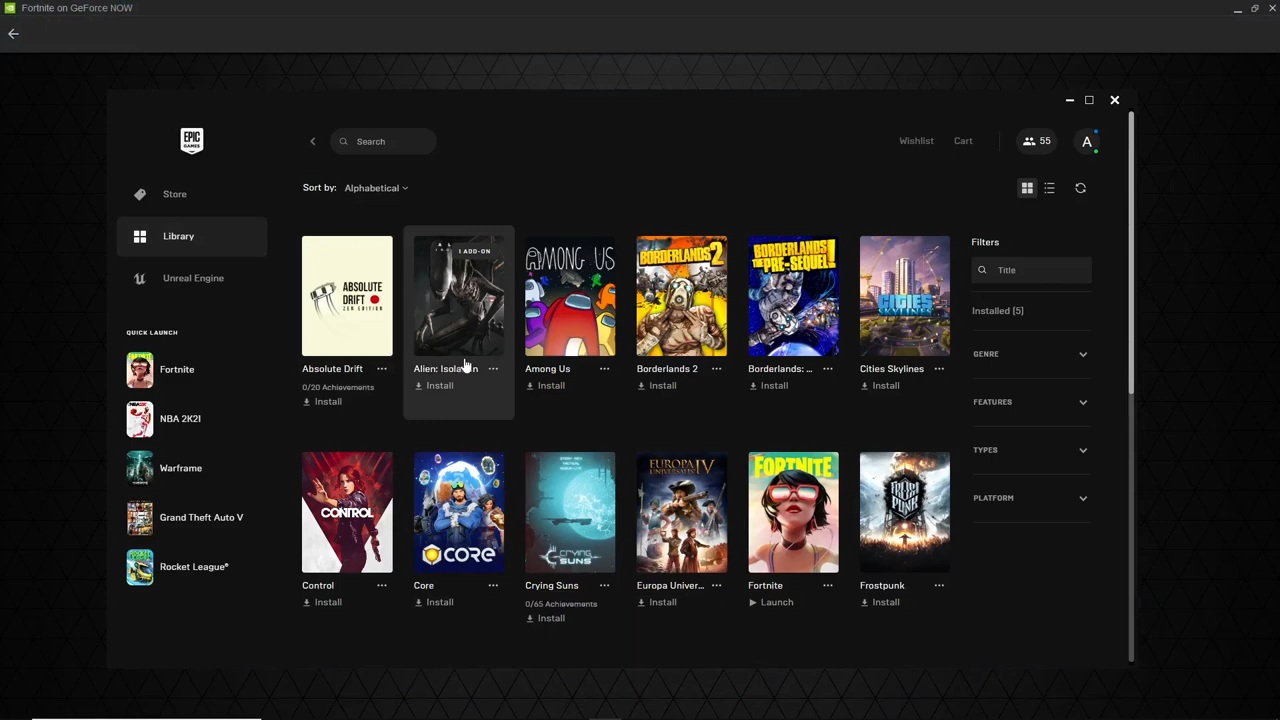 Fortnite on GeForce NOW
EPIC
GAMES
Search
Wishlist
Cart
55
A
Store
Library
Unreal Engine
QUICK LAUNCH
Fortnite
NBA 2K21
Warframe
Grand Theft Auto V
Rocket League®
Sort by: Alphabetical
ABSOLUTE
DRIFT
ZEN EDITION
1 ADD-ON
AMONG US
BORDERLANDS 2
BORDERLANDS
THE PRE-SEQUEL!
CITIES
SKYLINES
Absolute Drift
0/20 Achievements
Install
Alien: Isola
Install
Among Us
Install
Borderlands 2
Install
Borderlands: ...
Install
Cities Skylines
Install
CONTROL
CORE
CRYING
SUNS
EUROPA
UNIVERSALIS
IV
FORTNITE
FROST
PUNK
Control
Install
Core
Install
Crying Suns
0/65 Achievements
Install
Europa Univer...
Install
Fortnite
Launch
Frostpunk
Install
Filters
Title
Installed (5)
GENRE
FEATURES
TYPES
PLATFORM